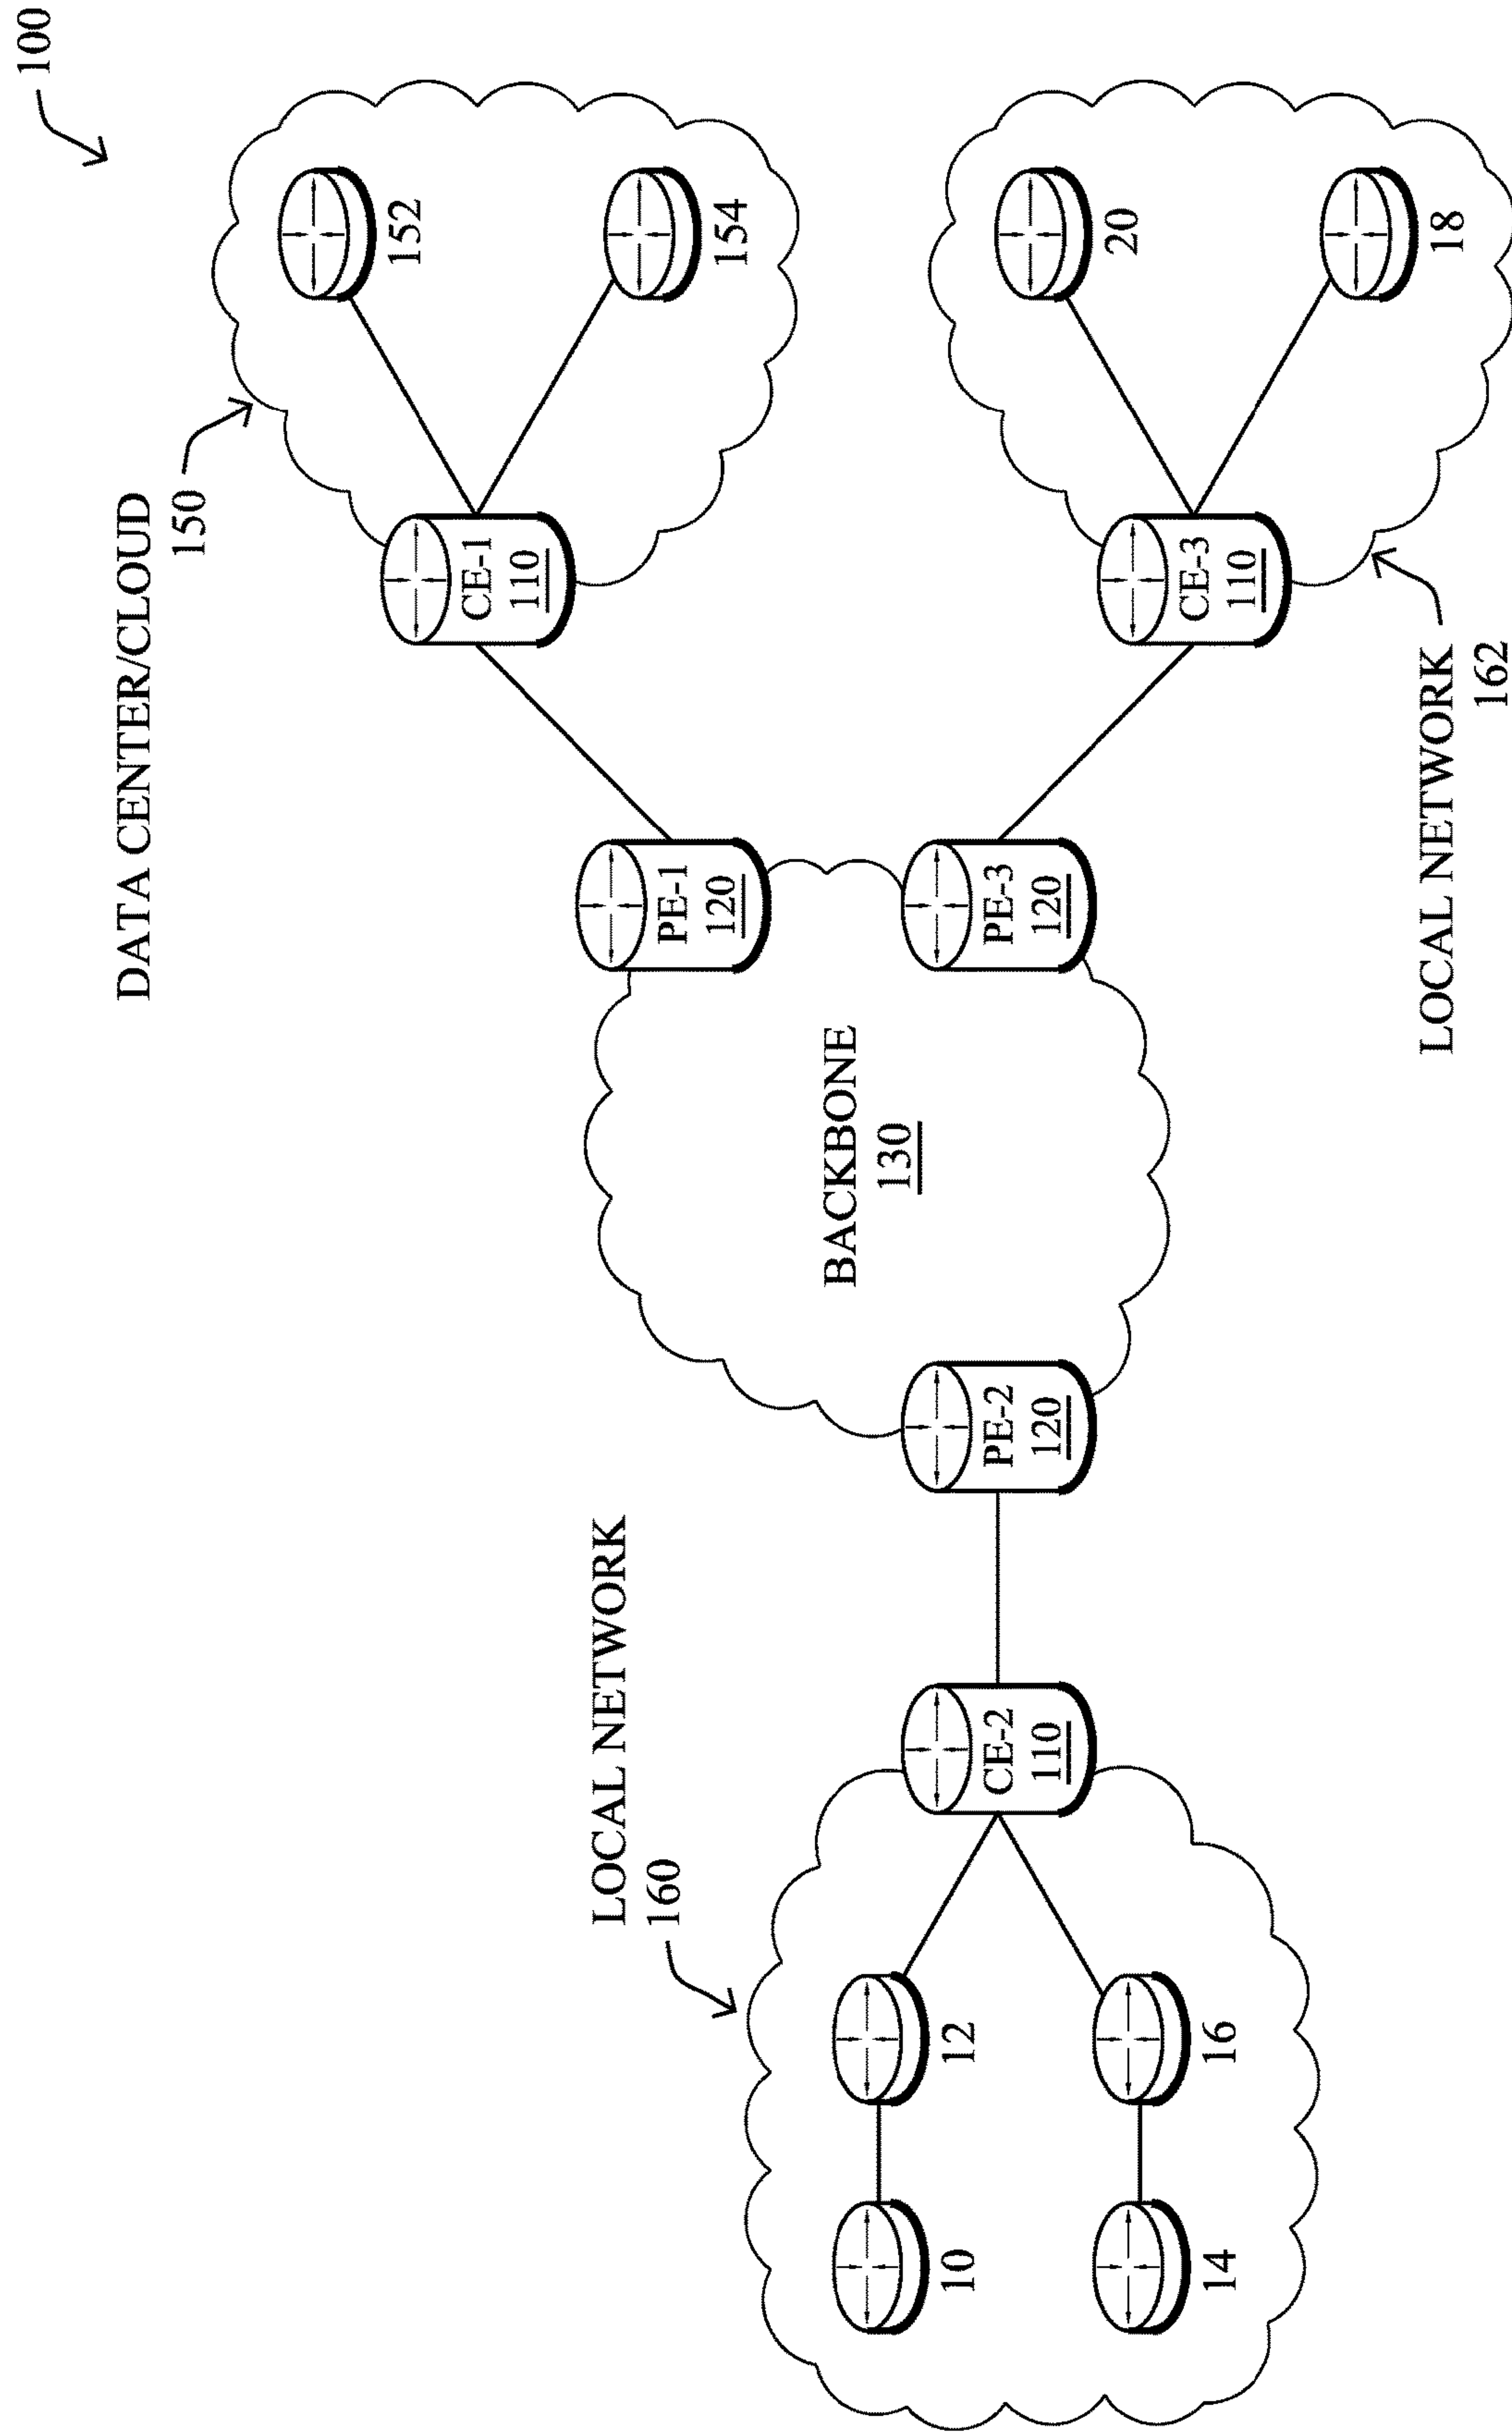 100
DATA CENTER/CLOUD
150
152
154
CE-1
110
PE-1
120
LOCAL NETWORK
160
BACKBONE
130
10
12
CE-2
110
PE-2
120
PE-3
120
CE-3
110
20
14
16
18
LOCAL NETWORK
162